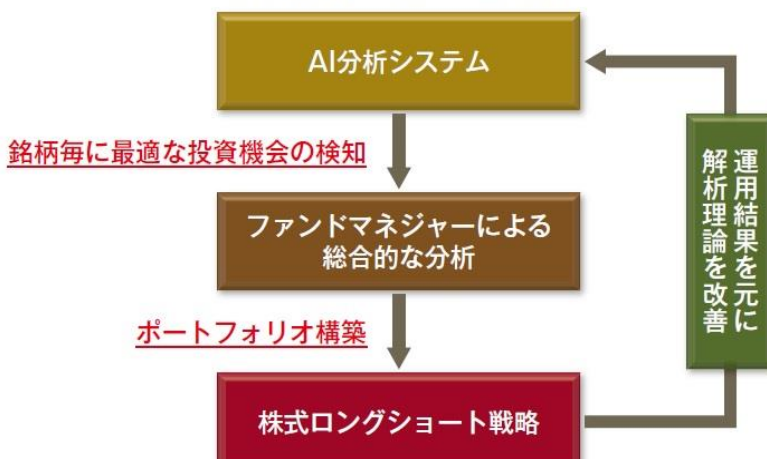 AI分析システム
銘柄毎に最適な投資機会の検知
ファンドマネジャーによる
総合的な分析
ポートフォリオ構築
株式ロングショート戦略
運用結果を元に
解析理論を改善